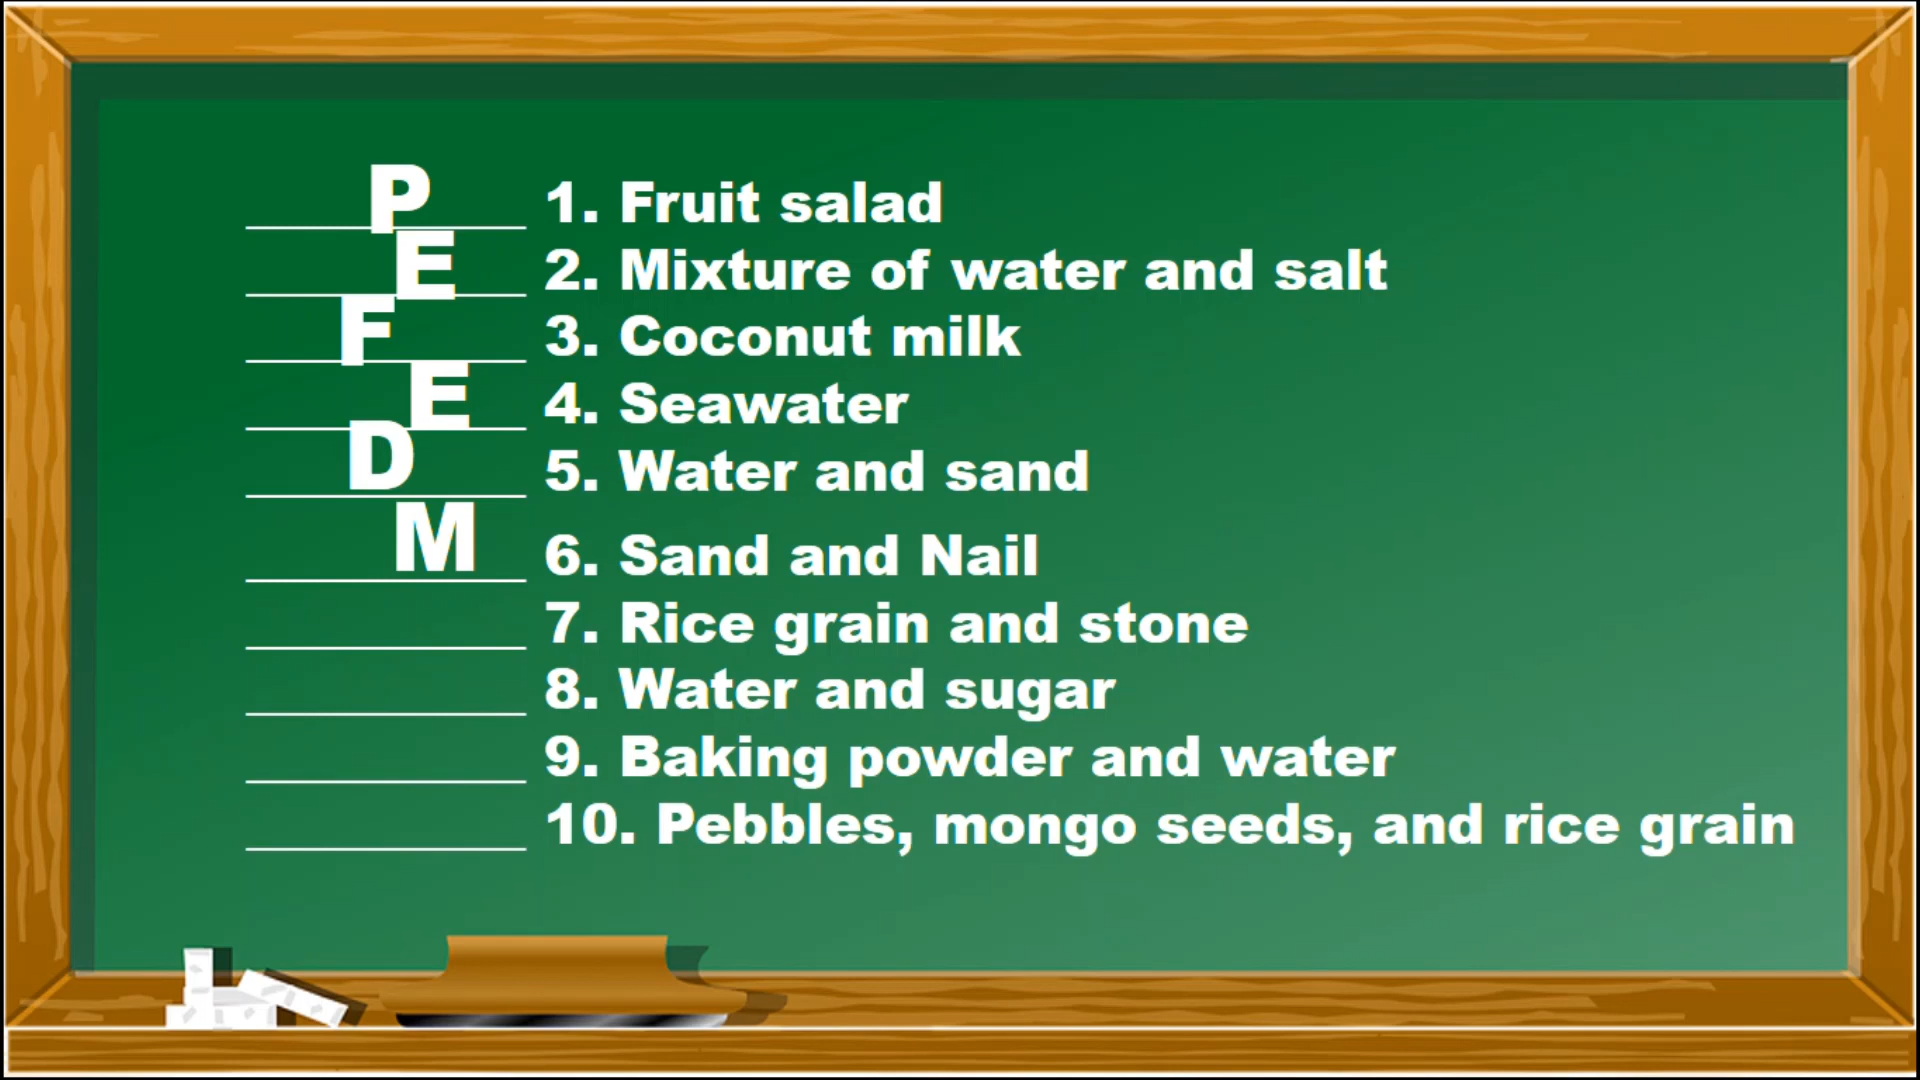 P 1. Fruit salad
E 2. Mixture of water and salt
F 3. Coconut milk
E 4. Seawater
D 5. Water and sand
M 6. Sand and Nail
7. Rice grain and stone
8. Water and sugar
9. Baking powder and water
10. Pebbles, mongo seeds, and rice grain